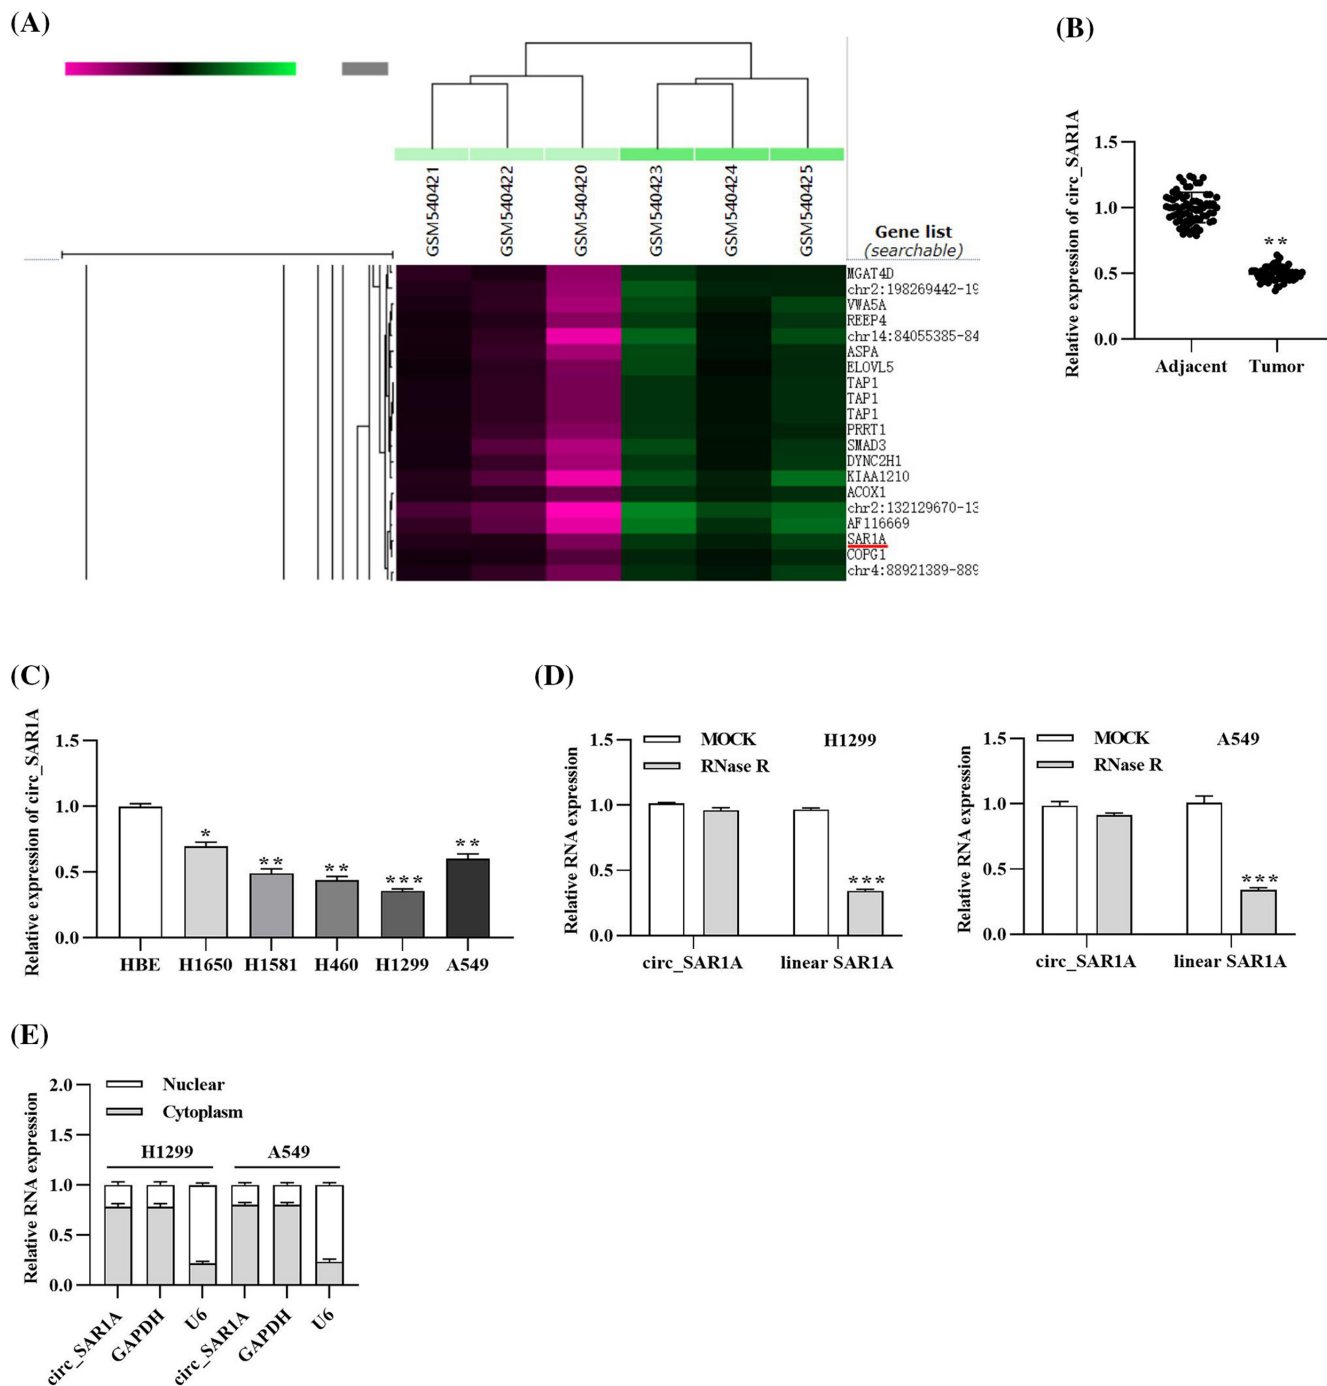 (A)
GSM540421
GSM540422
GSM540420
GSM540423
GSM540424
GSM540425
Gene list
(searchable)
MGAT4D
chr2:198269442-19
VWA5A
REEP4
chr14:84055385-84
ASPA
ELOVL5
TAP1
TAP1
TAP1
PRRT1
SMAD3
DYNC2H1
KIAA1210
ACOX1
chr2:132129670-13
AF116669
SAR1A
COPG1
chr4:88921389-889
(B)
Relative expression of circ_SAR1A
1.5
1.0
0.5
0.0
**
Adjacent
Tumor
(C)
Relative expression of circ_SAR1A
1.5
1.0
0.5
0.0
*
**
**
***
**
HBE
H1650
H1581
H460
H1299
A549
(D)
Relative RNA expression
1.5
1.0
0.5
0.0
MOCK
RNase R
H1299
***
circ_SAR1A
linear SAR1A
Relative RNA expression
1.5
1.0
0.5
0.0
MOCK
RNase R
A549
***
circ_SAR1A
linear SAR1A
(E)
Relative RNA expression
2.0
1.5
1.0
0.5
0.0
Nuclear
Cytoplasm
H1299
A549
circ_SAR1A
GAPDH
U6
circ_SAR1A
GAPDH
U6